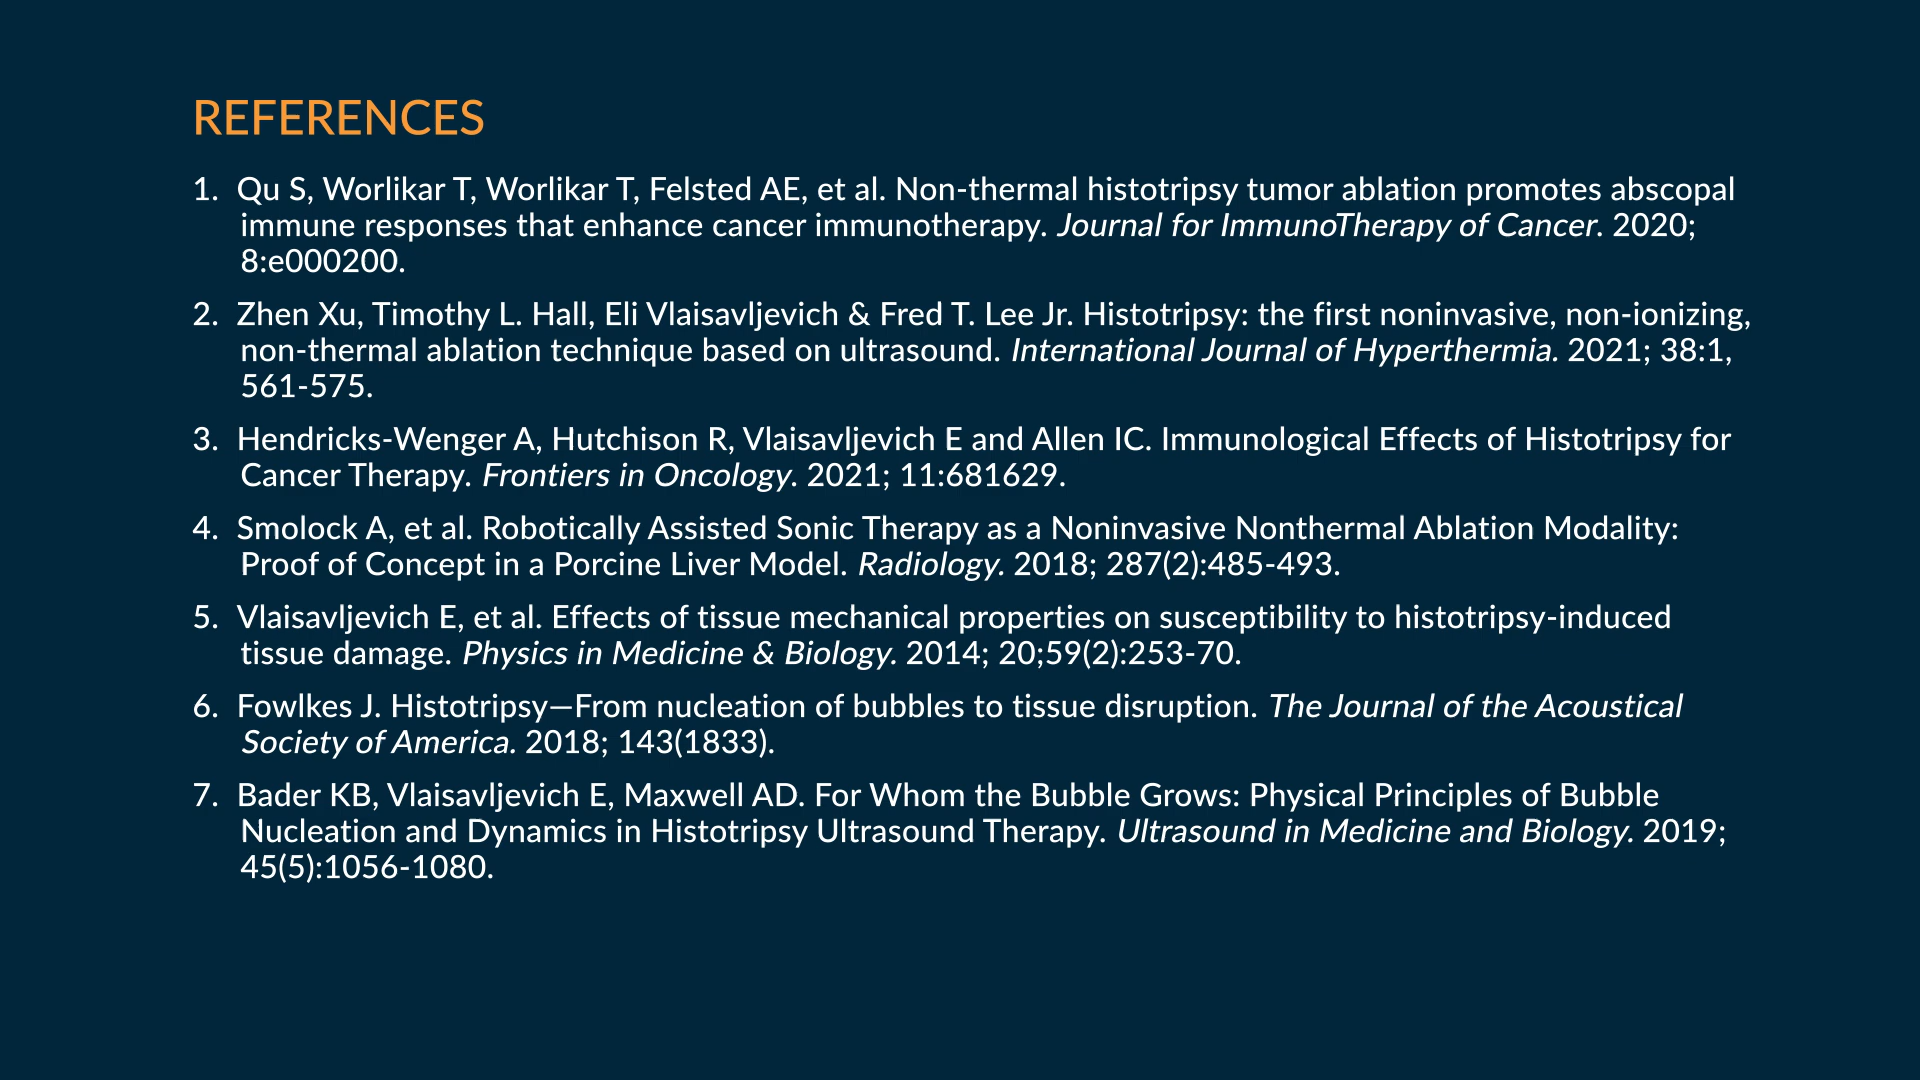 REFERENCES
1. Qu S, Worlikar T, Worlikar T, Felsted AE, et al. Non-thermal histotripsy tumor ablation promotes abscopal
immune responses that enhance cancer immunotherapy. Journal for ImmunoTherapy of Cancer. 2020;
8:e000200.
2. Zhen Xu, Timothy L. Hall, Eli Vlaisavljevich & Fred T. Lee Jr. Histotripsy: the first noninvasive, non-ionizing,
non-thermal ablation technique based on ultrasound. International Journal of Hyperthermia. 2021; 38:1,
561-575.
3. Hendricks-Wenger A, Hutchison R, Vlaisavljevich E and Allen IC. Immunological Effects of Histotripsy for
Cancer Therapy. Frontiers in Oncology. 2021; 11:681629.
4. Smolock A, et al. Robotically Assisted Sonic Therapy as a Noninvasive Nonthermal Ablation Modality:
Proof of Concept in a Porcine Liver Model. Radiology. 2018; 287(2):485-493.
5. Vlaisavljevich E, et al. Effects of tissue mechanical properties on susceptibility to histotripsy-induced
tissue damage. Physics in Medicine & Biology. 2014; 20;59(2):253-70.
6. Fowlkes J. Histotripsy—From nucleation of bubbles to tissue disruption. The Journal of the Acoustical
Society of America. 2018; 143(1833).
7. Bader KB, Vlaisavljevich E, Maxwell AD. For Whom the Bubble Grows: Physical Principles of Bubble
Nucleation and Dynamics in Histotripsy Ultrasound Therapy. Ultrasound in Medicine and Biology. 2019;
45(5):1056-1080.